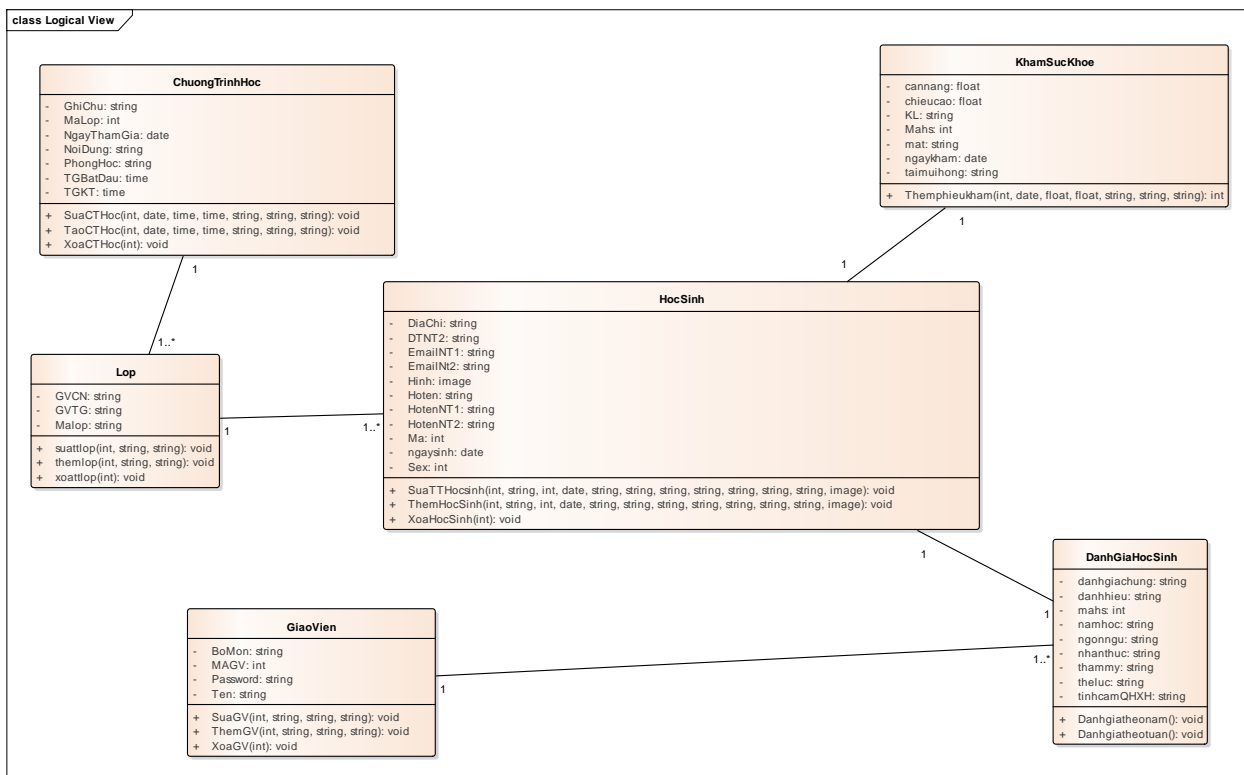 class Logical View
ChuongTrinhHoc
- GhiChu: string
- MaLop: int
- NgayThamGia: date
- NoiDung: string
- PhongHoc: string
- TGBatDau: time
- TGKT: time
+ SuaCTHoc(int, date, time, time, string, string, string): void
+ TaoCTHoc(int, date, time, time, string, string, string): void
+ XoaCTHoc(int): void
1
1..*
KhamSucKhoe
- cannang: float
- chieucao: float
- KL: string
- Mahs: int
- mat: string
- ngaykham: date
- taimuihong: string
+ Themphieukham(int, date, float, float, string, string, string): int
1
1
Lop
- GVCN: string
- GVTG: string
- Malop: string
+ suattlop(int, string, string): void
+ themlop(int, string, string): void
+ xoattlop(int): void
1
1..*
HocSinh
- DiaChi: string
- DTNT2: string
- EmailNT1: string
- EmailNt2: string
- Hinh: image
- Hoten: string
- HotenNT1: string
- HotenNT2: string
- Ma: int
- ngaysinh: date
- Sex: int
+ SuaTTHocsinh(int, string, int, date, string, string, string, string, string, string, string, image): void
+ ThemHocSinh(int, string, int, date, string, string, string, string, string, string, string, image): void
+ XoaHocSinh(int): void
1
1
GiaoVien
- BoMon: string
- MAGV: int
- Password: string
- Ten: string
+ SuaGV(int, string, string, string): void
+ ThemGV(int, string, string, string): void
+ XoaGV(int): void
1
1..*
DanhGiaHocSinh
- danhgiachung: string
- danhhieu: string
- mahs: int
- namhoc: string
- ngonngu: string
- nhanthuc: string
- thammy: string
- theluc: string
- tinhcamQHXH: string
+ Danhgiatheonam(): void
+ Danhgiatheotuan(): void